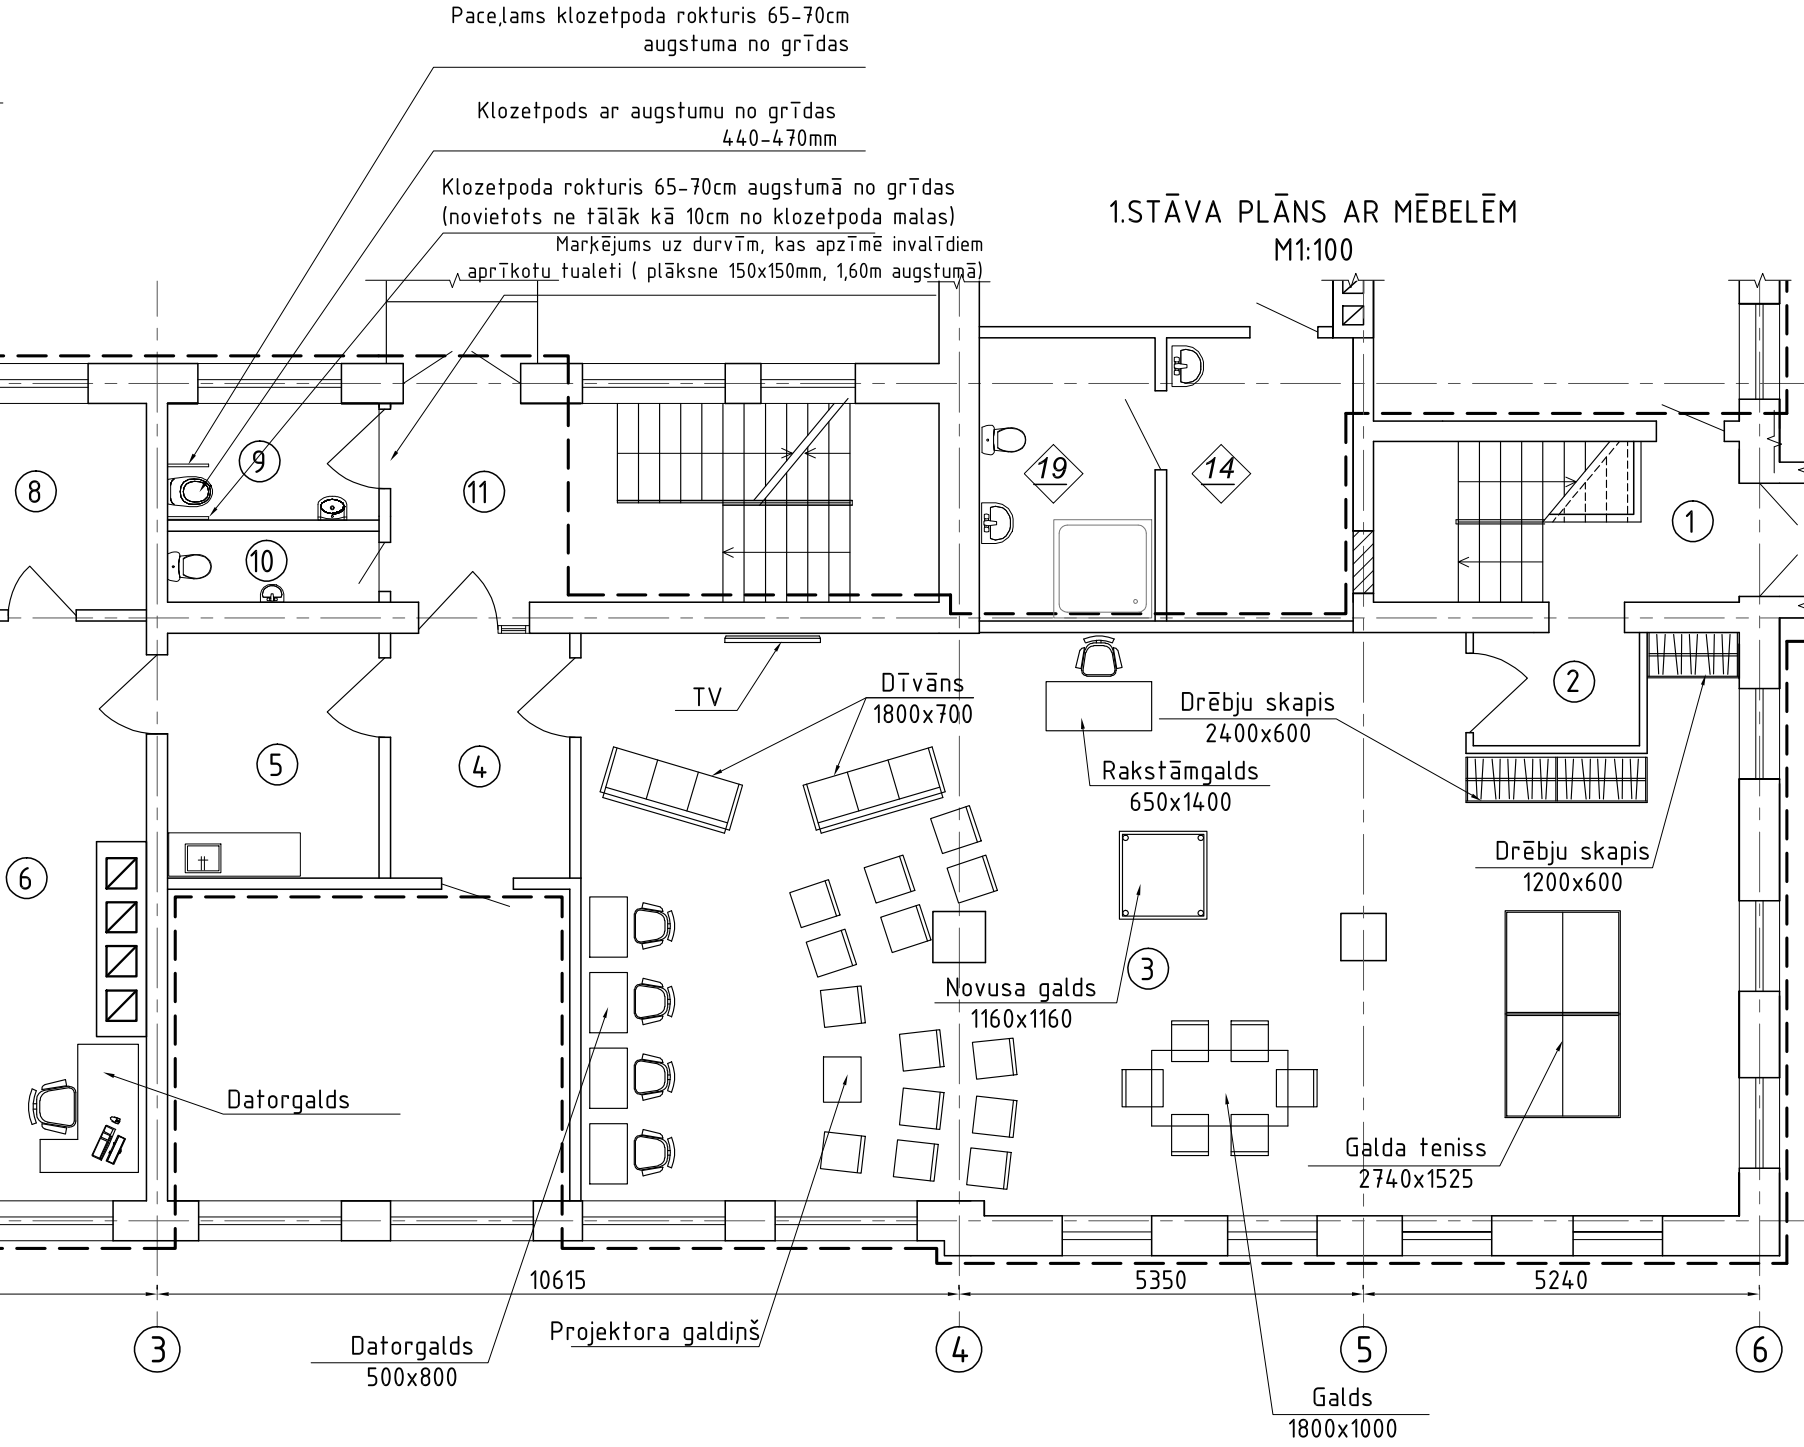 Paceļams klozetpoda rokturis 65-70cm
augstuma no grīdas
Klozetpods ar augstumu no grīdas
440-470mm
Klozetpoda rokturis 65-70cm augstumā no grīdas
(novietots ne tālāk kā 10cm no klozetpoda malas)
Marķējums uz durvīm, kas apzīmē invalīdiem
aprīkotu tualeti ( plāksne 150x150mm, 1,60m augstumā)
1.STĀVA PLĀNS AR MĒBELĒM
M1:100
9
8
11
19
14
10
1
TV
Dīvāns
1800x700
Drēbju skapis
2400x600
2
5
4
Rakstāmgalds
650x1400
6
Drēbju skapis
1200x600
3
Novusa galds
1160x1160
Datorgalds
Galda teniss
2740x1525
10615
5350
5240
Projektora galdiņš
Datorgalds
500x800
3
4
5
6
Galds
1800x1000